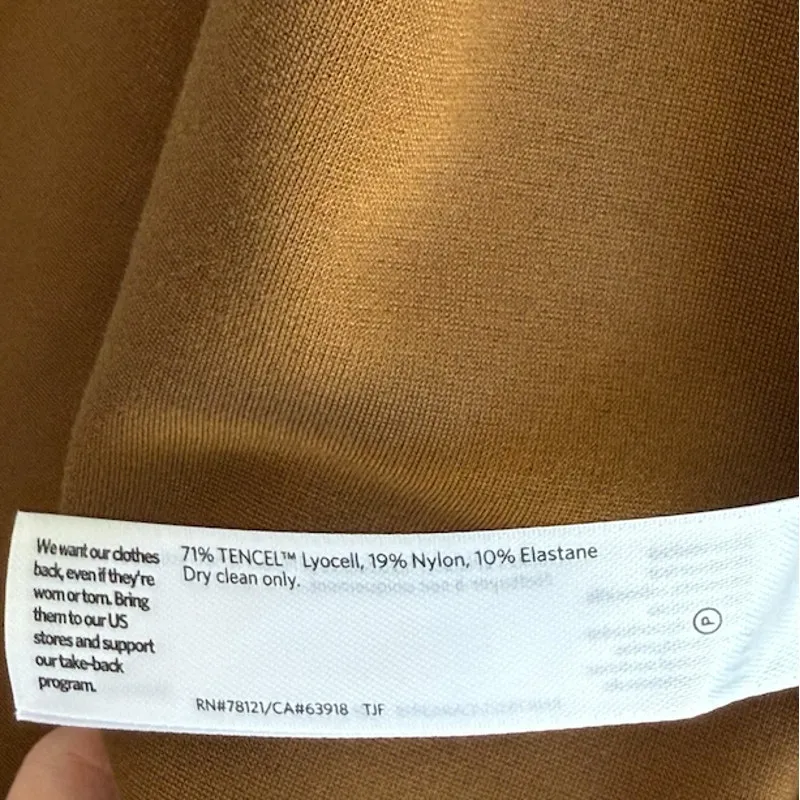 We want our clothes
back, even if they're
worn or torn. Bring
them to our US
stores and support
our take-back
program.
71% TENCEL™ Lyocell, 19% Nylon, 10% Elastane
Dry clean only.
P
RN#78121/CA#63918 TJF